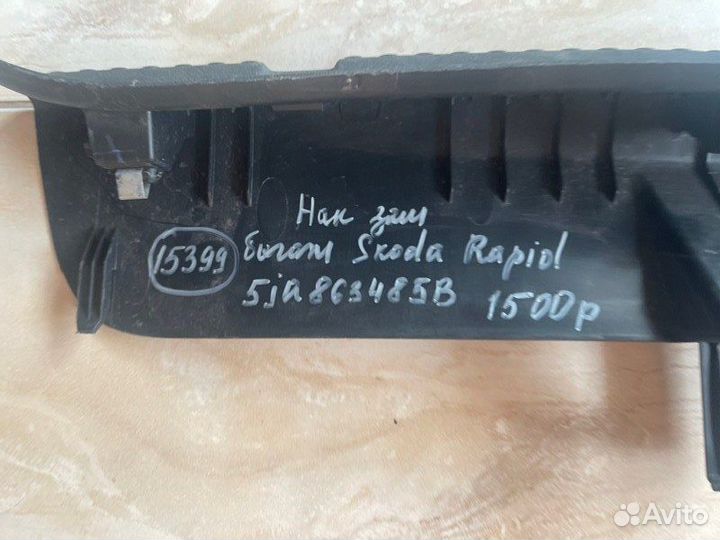 Нак зам
15399 багаж Skoda Rapid
5JA863485B 1500р
Avito